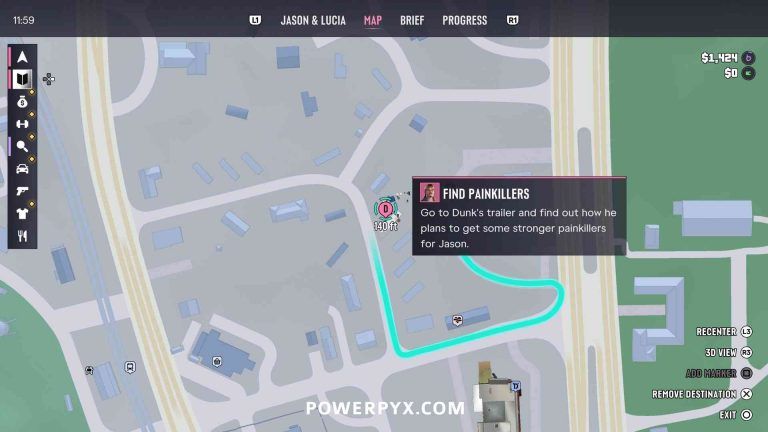 11:59
L1 JASON & LUCIA MAP BRIEF PROGRESS R1
$1,424
$0
FIND PAINKILLERS
Go to Dunk's trailer and find out how he
plans to get some stronger painkillers
for Jason.
D
140 ft
RECENTER L3
3D VIEW R3
ADD MARKER
REMOVE DESTINATION
EXIT
POWERPYX.COM